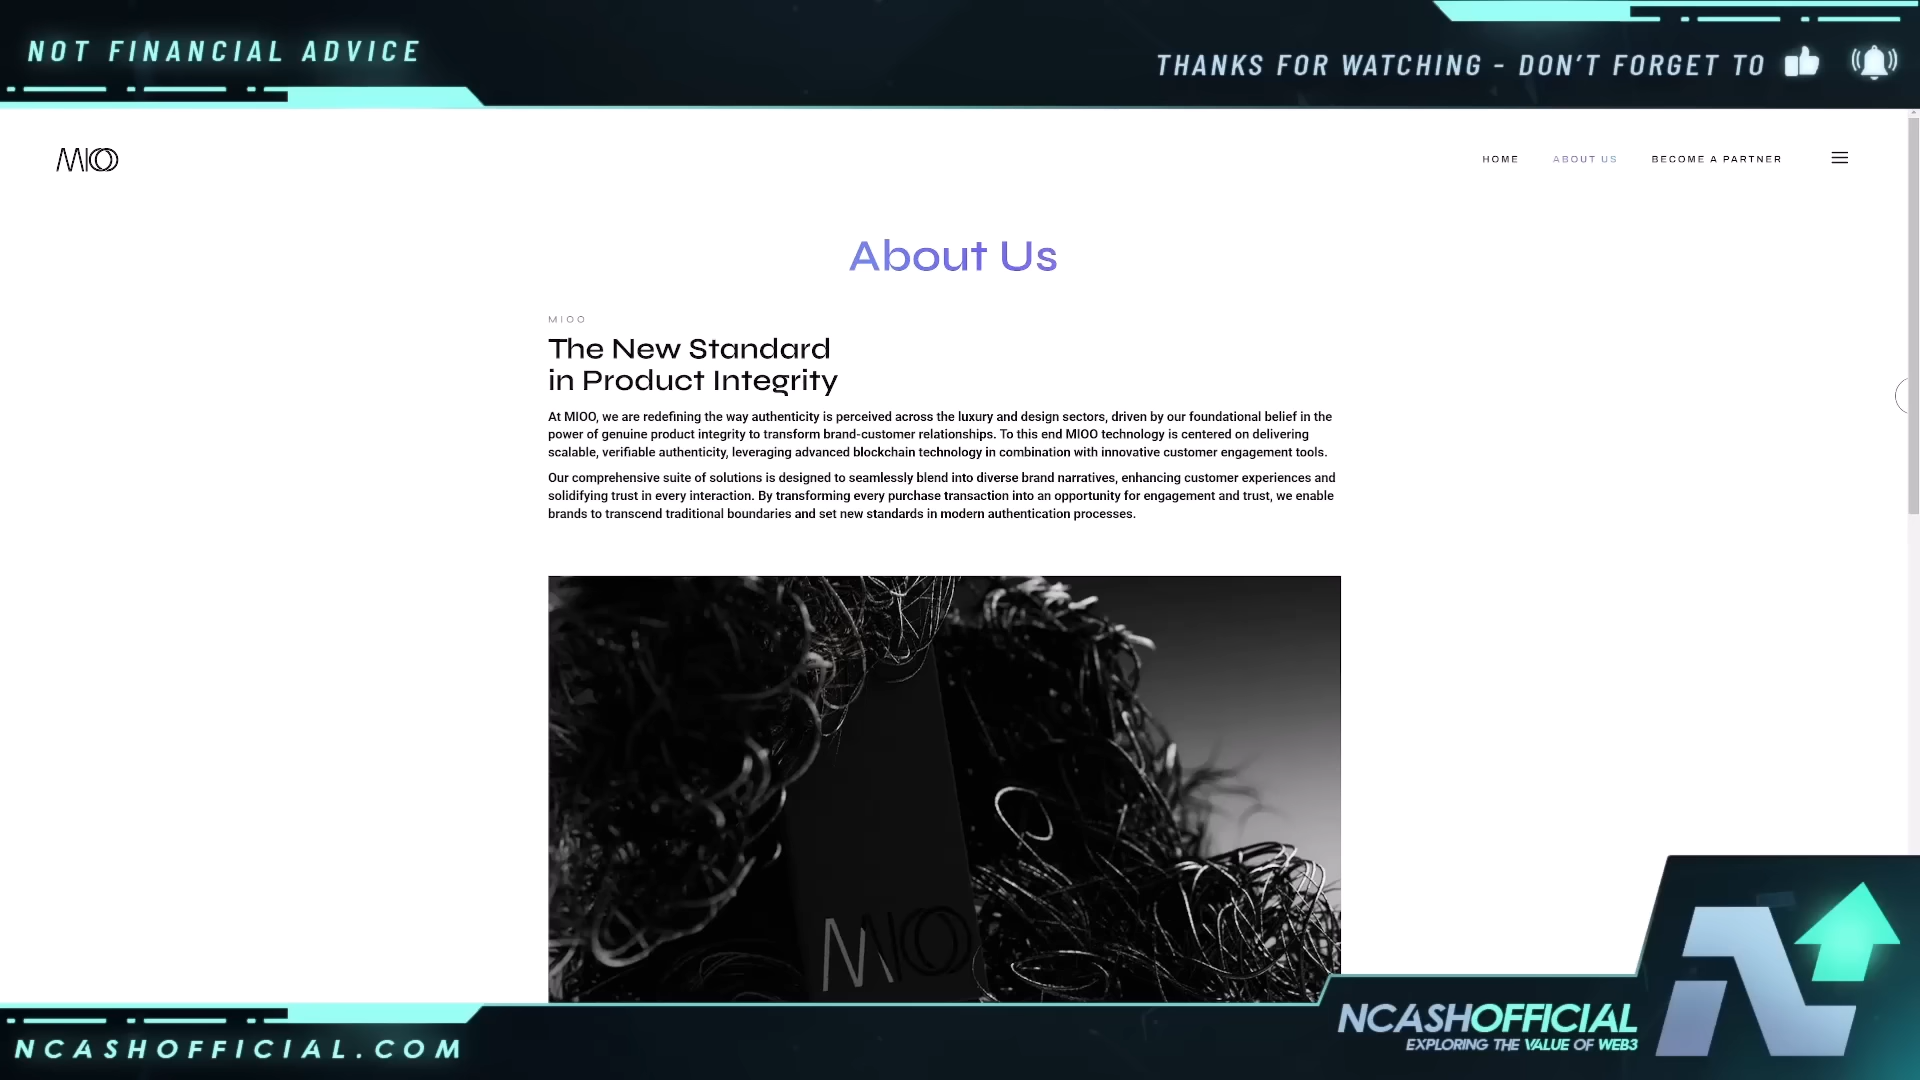 NOT FINANCIAL ADVICE
THANKS FOR WATCHING - DON'T FORGET TO
MIOO
HOME
ABOUT US
BECOME A PARTNER
About Us
MIOO
The New Standard
in Product Integrity
At MIOO, we are redefining the way authenticity is perceived across the luxury and design sectors, driven by our foundational belief in the
power of genuine product integrity to transform brand-customer relationships. To this end MIOO technology is centered on delivering
scalable, verifiable authenticity, leveraging advanced blockchain technology in combination with innovative customer engagement tools.
Our comprehensive suite of solutions is designed to seamlessly blend into diverse brand narratives, enhancing customer experiences and
solidifying trust in every interaction. By transforming every purchase transaction into an opportunity for engagement and trust, we enable
brands to transcend traditional boundaries and set new standards in modern authentication processes.
MIOO
NCASHOFFICIAL
EXPLORING THE VALUE OF WEB3
NCASHOFFICIAL.COM